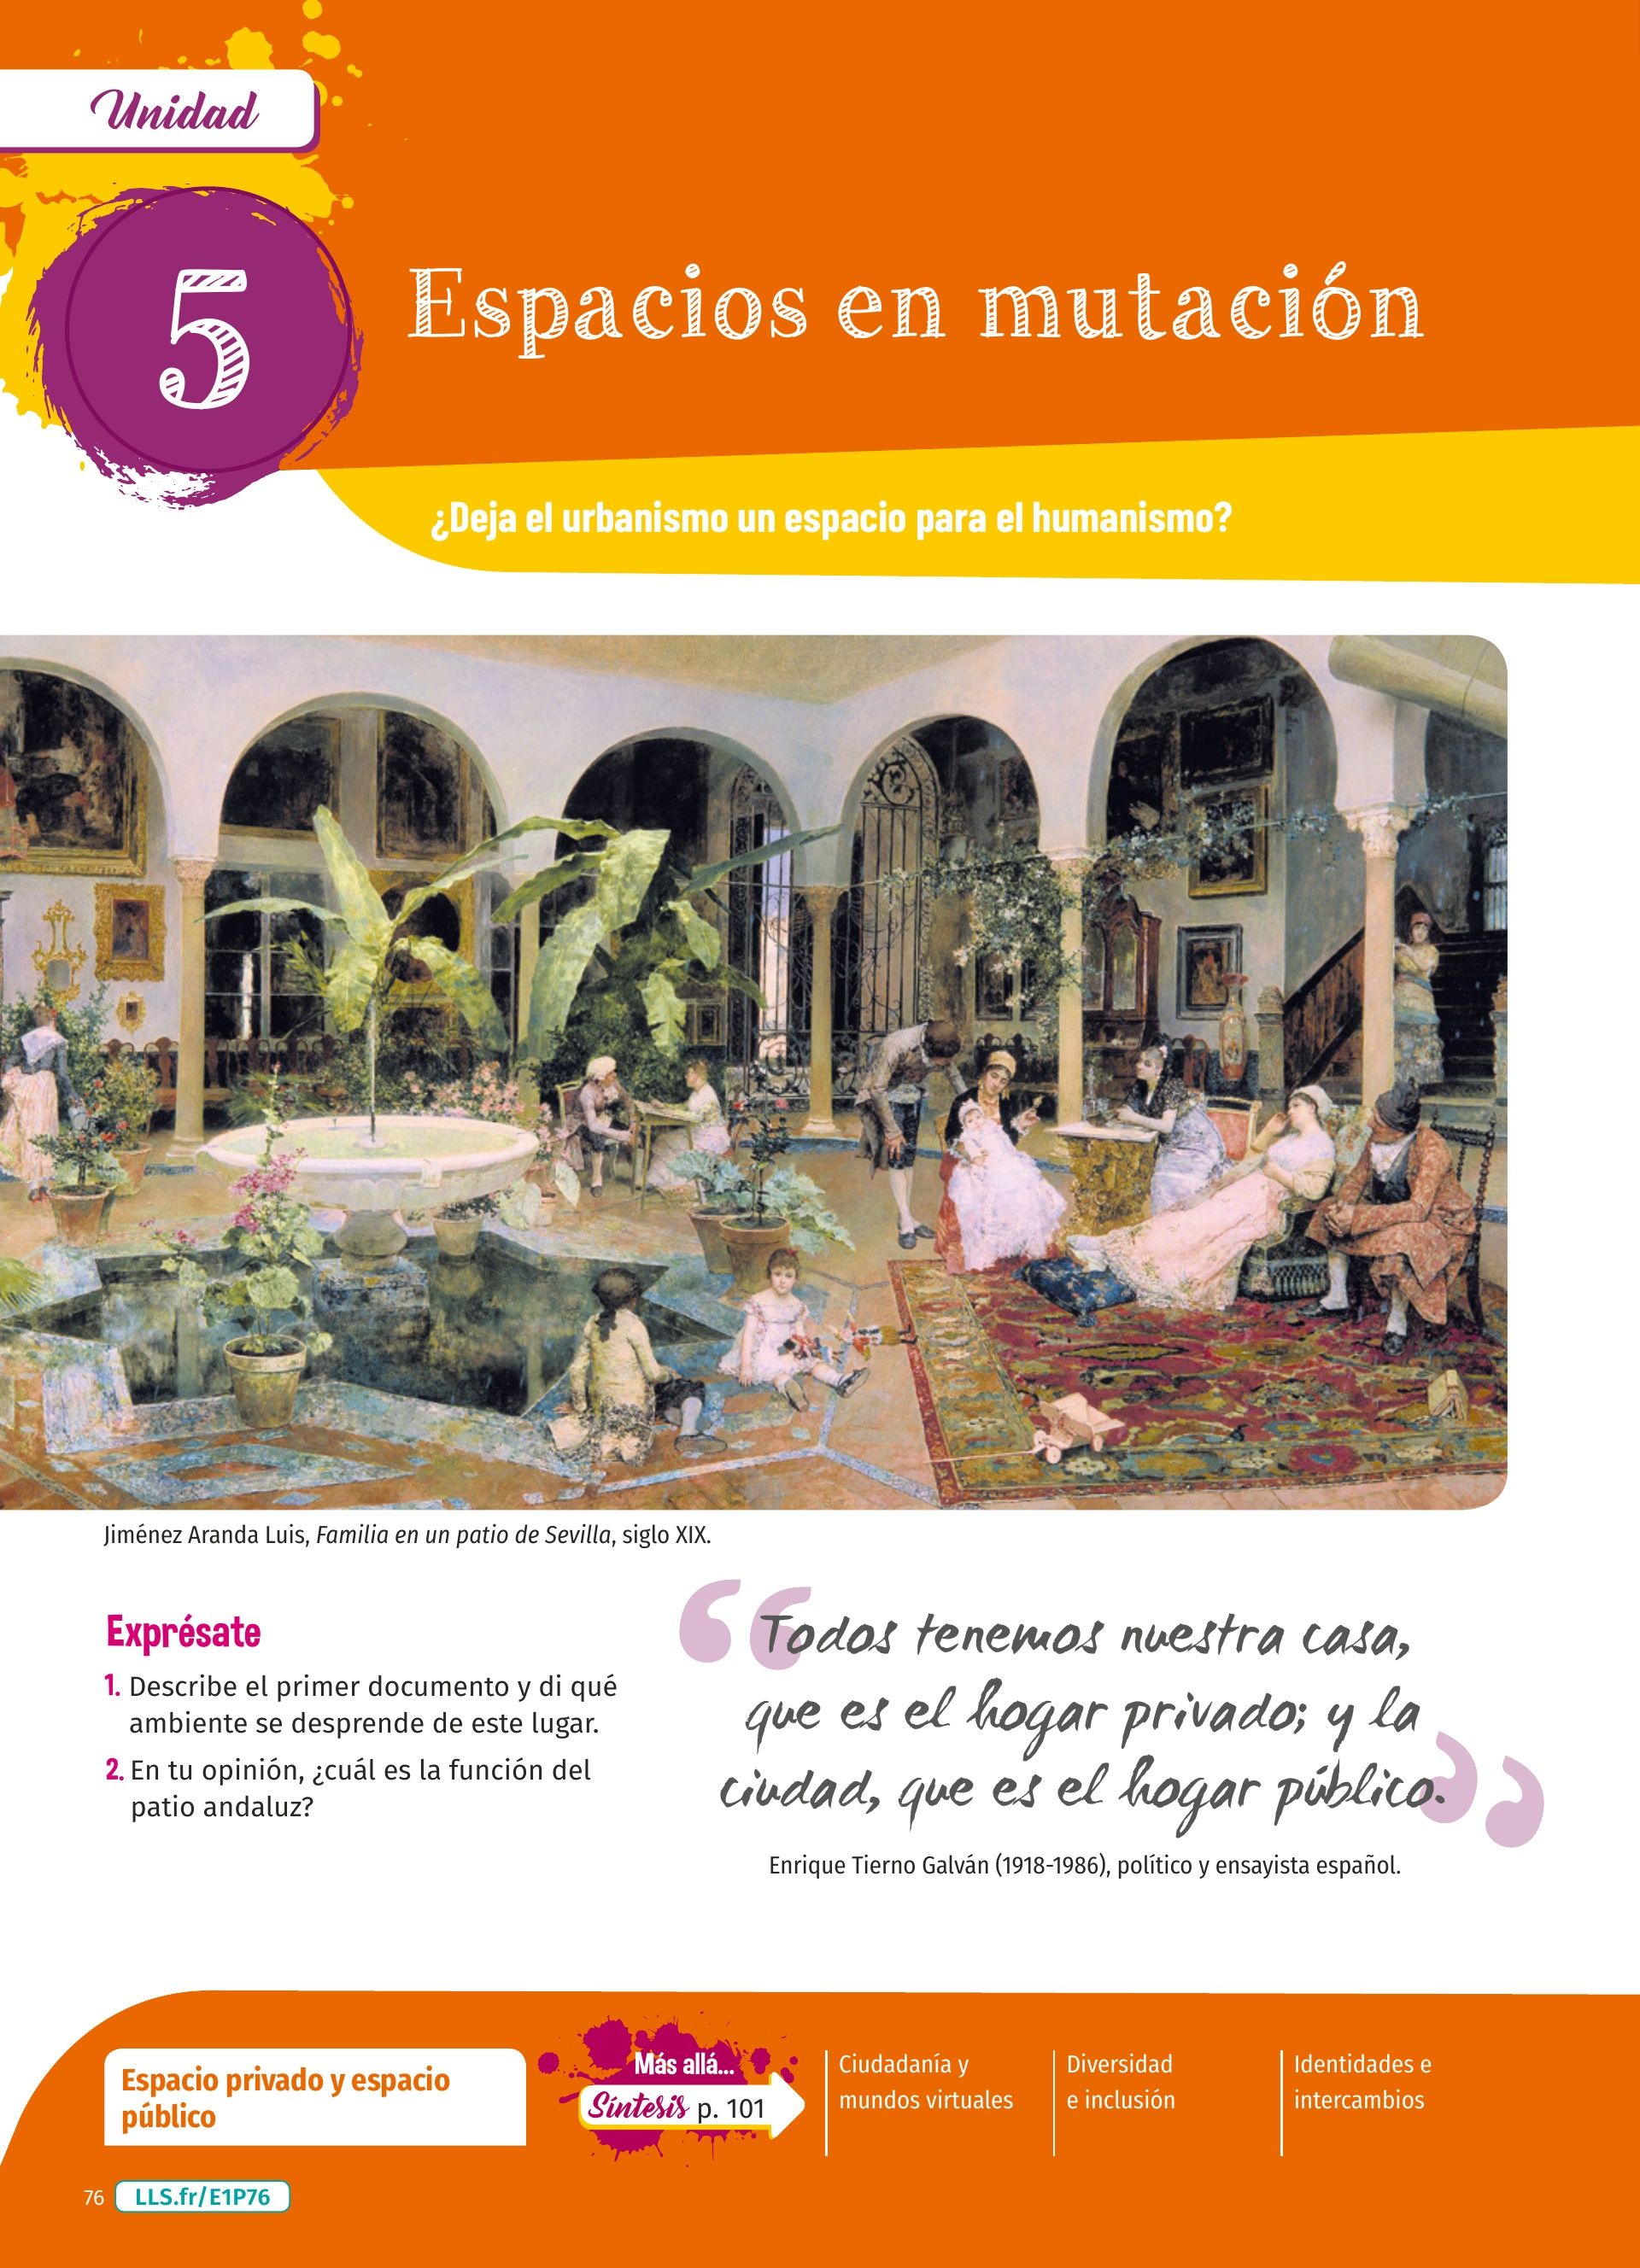 Unidad
5
Espacios en mutación
¿Deja el urbanismo un espacio para el humanismo?
Jiménez Aranda Luis, Familia en un patio de Sevilla, siglo XIX.
Exprésate
1. Describe el primer documento y di qué
ambiente se desprende de este lugar.
2. En tu opinión, ¿cuál es la función del
patio andaluz?
“Todos tenemos nuestra casa,
que es el hogar privado; y la
ciudad, que es el hogar público.”
Enrique Tierno Galván (1918-1986), político y ensayista español.
Espacio privado y espacio
público
Más allá...
Síntesis p. 101
Ciudadanía y
mundos virtuales
Diversidad
e inclusión
Identidades e
intercambios
76 LLS.fr/E1P76